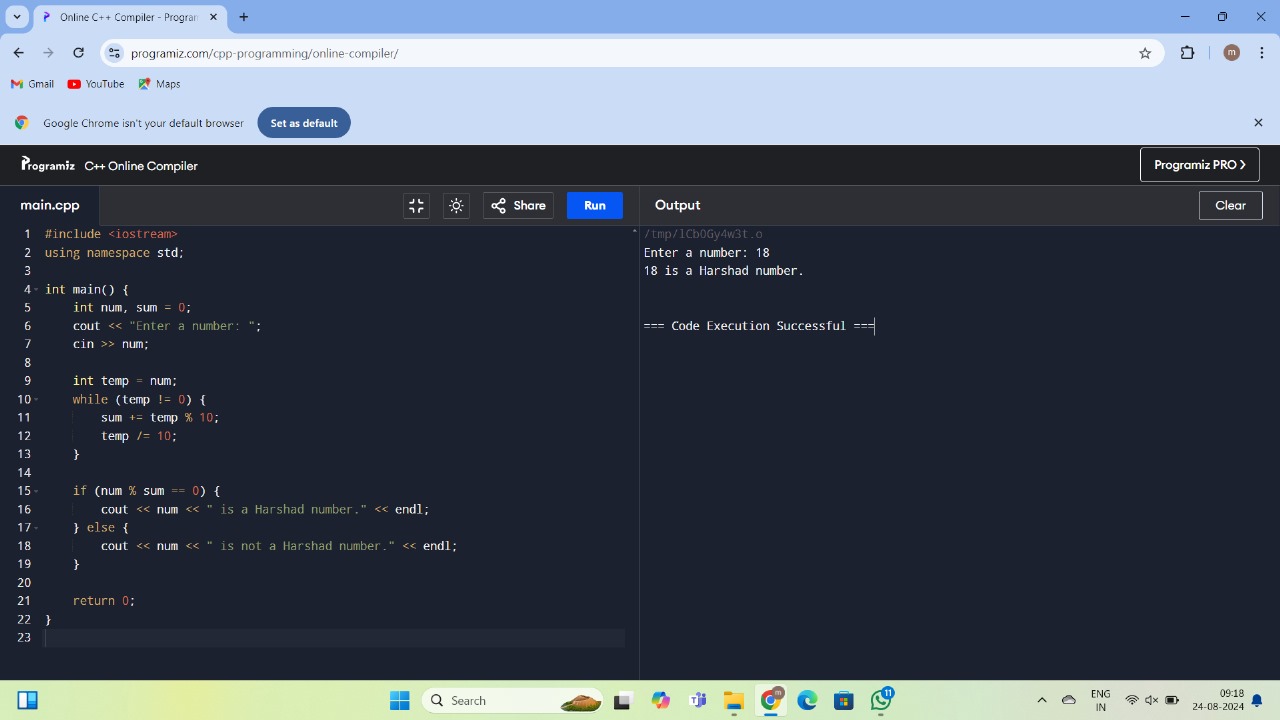 Online C++ Compiler - Program
programiz.com/cpp-programming/online-compiler/
m
Gmail YouTube Maps
Google Chrome isn't your default browser Set as default
Programiz C++ Online Compiler Programiz PRO
main.cpp Share Run Output Clear
1 #include <iostream>
2 using namespace std;
3
4 int main() {
5 int num, sum = 0;
6 cout << "Enter a number: ";
7 cin >> num;
8
9 int temp = num;
10 while (temp != 0) {
11 sum += temp % 10;
12 temp /= 10;
13 }
14
15 if (num % sum == 0) {
16 cout << num << " is a Harshad number." << endl;
17 } else {
18 cout << num << " is not a Harshad number." << endl;
19 }
20
21 return 0;
22 }
23
/tmp/lCbOGy4w3t.o
Enter a number: 18
18 is a Harshad number.
=== Code Execution Successful ===
Search
m
11
ENG
IN
09:18
24-08-2024